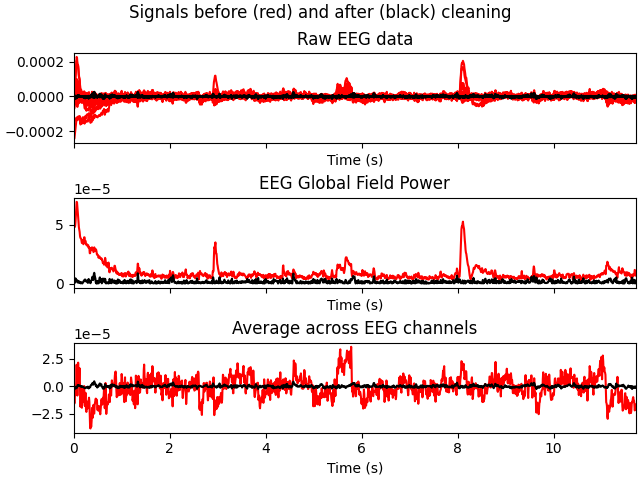 Signals before (red) and after (black) cleaning
Raw EEG data
0.0002
0.0000
−0.0002
Time (s)
EEG Global Field Power
1e−5
5
0
Time (s)
Average across EEG channels
1e−5
2.5
0.0
−2.5
0 2 4 6 8 10
Time (s)